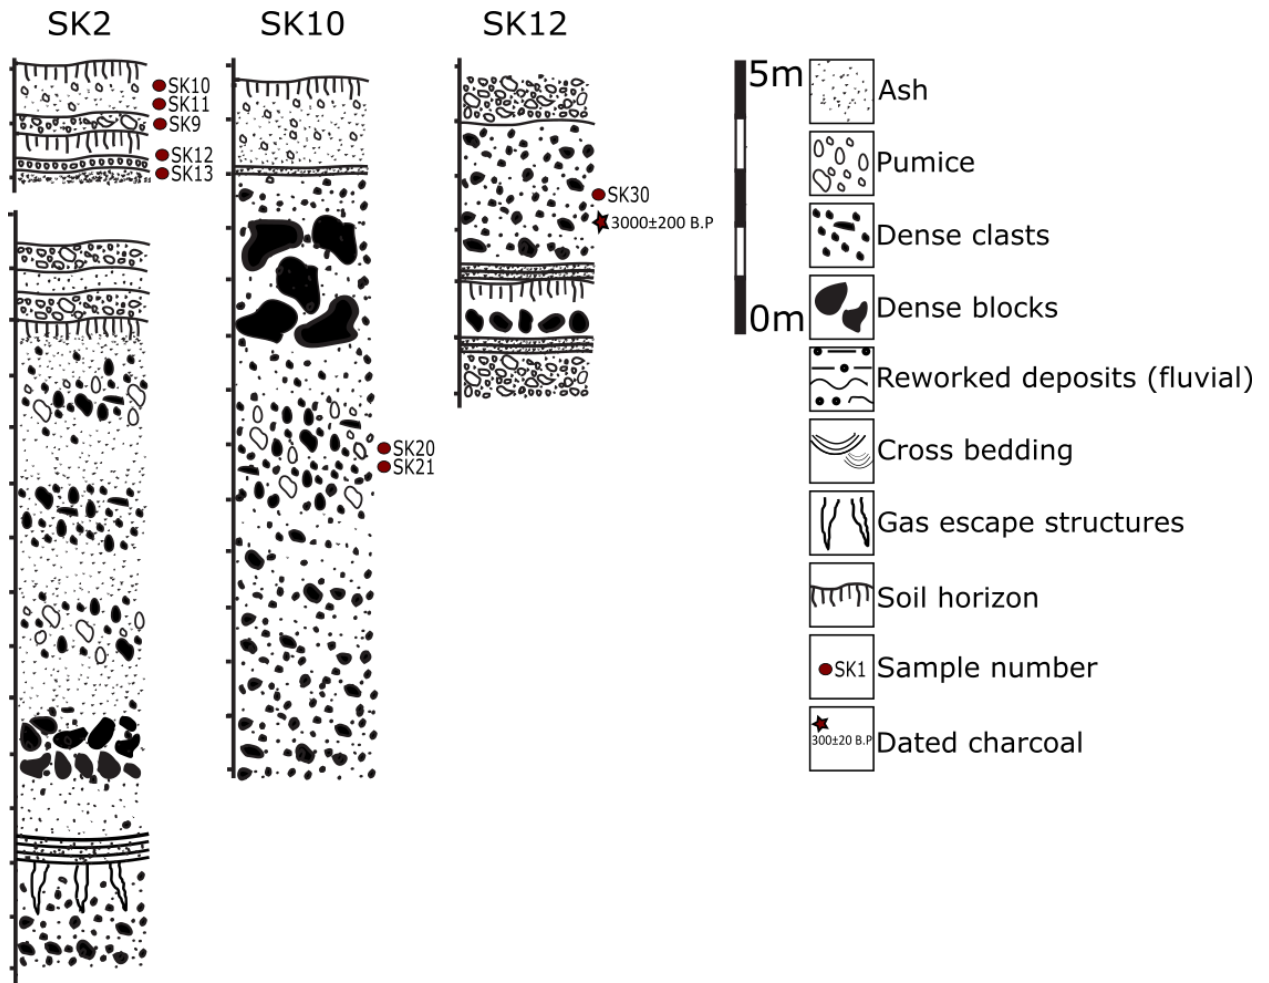 SK2
SK10
SK12
SK10
SK11
SK9
SK12
SK13
SK20
SK21
SK30
3000±200 B.P
5m
0m
Ash
Pumice
Dense clasts
Dense blocks
Reworked deposits (fluvial)
Cross bedding
Gas escape structures
Soil horizon
SK1
Sample number
300±20 B.P
Dated charcoal